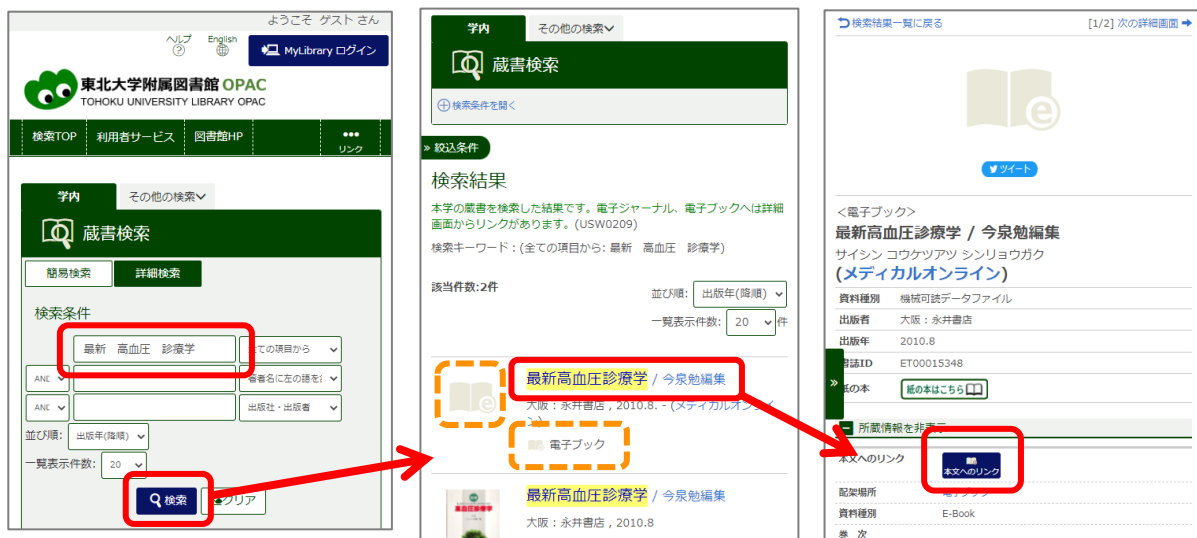 ようこそ ゲスト さん
ヘルプ English
MyLibrary ログイン
東北大学附属図書館 OPAC
TOHOKU UNIVERSITY LIBRARY OPAC
検索TOP 利用者サービス 図書館HP リンク
学内 その他の検索
蔵書検索
簡易検索 詳細検索
検索条件
最新 高血圧 診療学 全ての項目から
AND 著者名に左の語を
AND 出版社・出版者
並び順: 出版年(降順)
一覧表示件数: 20
検索 クリア
学内 その他の検索
蔵書検索
検索条件を開く
» 絞込条件
検索結果
本学の蔵書を検索した結果です。電子ジャーナル、電子ブックへは詳細
画面からリンクがあります。(USW0209)
検索キーワード : (全ての項目から: 最新 高血圧 診療学)
該当件数:2件
並び順: 出版年(降順)
一覧表示件数: 20 件
最新高血圧診療学 / 今泉勉編集
大阪 : 永井書店 , 2010.8. - (メディカルオンライ
ン)
電子ブック
最新高血圧診療学 / 今泉勉編集
大阪 : 永井書店 , 2010.8
検索結果一覧に戻る [1/2] 次の詳細画面
e
ツイート
<電子ブック>
最新高血圧診療学 / 今泉勉編集
サイシン コウケツアツ シンリョウガク
(メディカルオンライン)
資料種別 機械可読データファイル
出版者 大阪 : 永井書店
出版年 2010.8
書誌ID ET00015348
紙の本 紙の本はこちら
»
所蔵情報を非表示
本文へのリンク 本文へのリンク
配架場所 電子ブック
資料種別 E-Book
巻 次